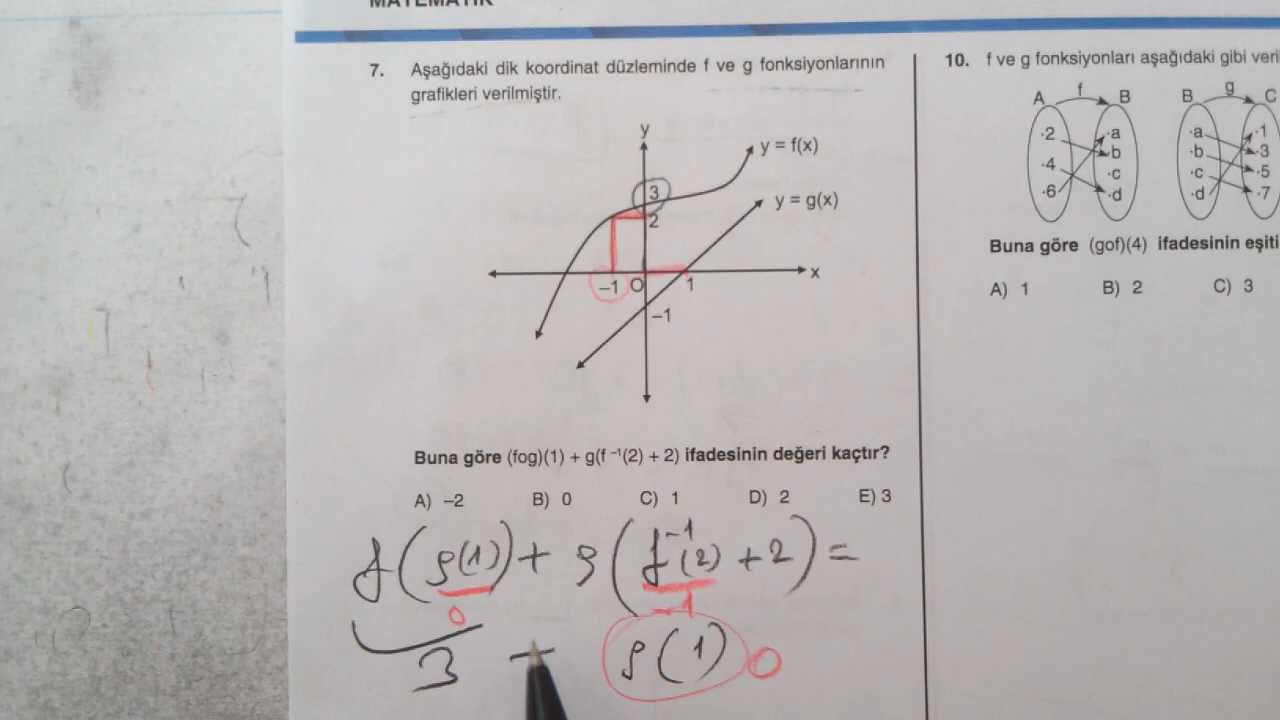 MATEMATİK
7. Aşağıdaki dik koordinat düzleminde f ve g fonksiyonlarının
grafikleri verilmiştir.
y
y = f(x)
3
y = g(x)
2
-1 O 1 x
-1
Buna göre (fog)(1) + g(f⁻¹(2) + 2) ifadesinin değeri kaçtır?
A) -2 B) 0 C) 1 D) 2 E) 3
f(g(1)) + g(f⁻¹(2) + 2) =
0 -1
3 + g(1) 0
10. f ve g fonksiyonları aşağıdaki gibi veri
A f B B g C
·2 ·a ·a ·1
·4 ·b ·b ·3
·6 ·c ·c ·5
·d ·d ·7
Buna göre (gof)(4) ifadesinin eşiti
A) 1 B) 2 C) 3